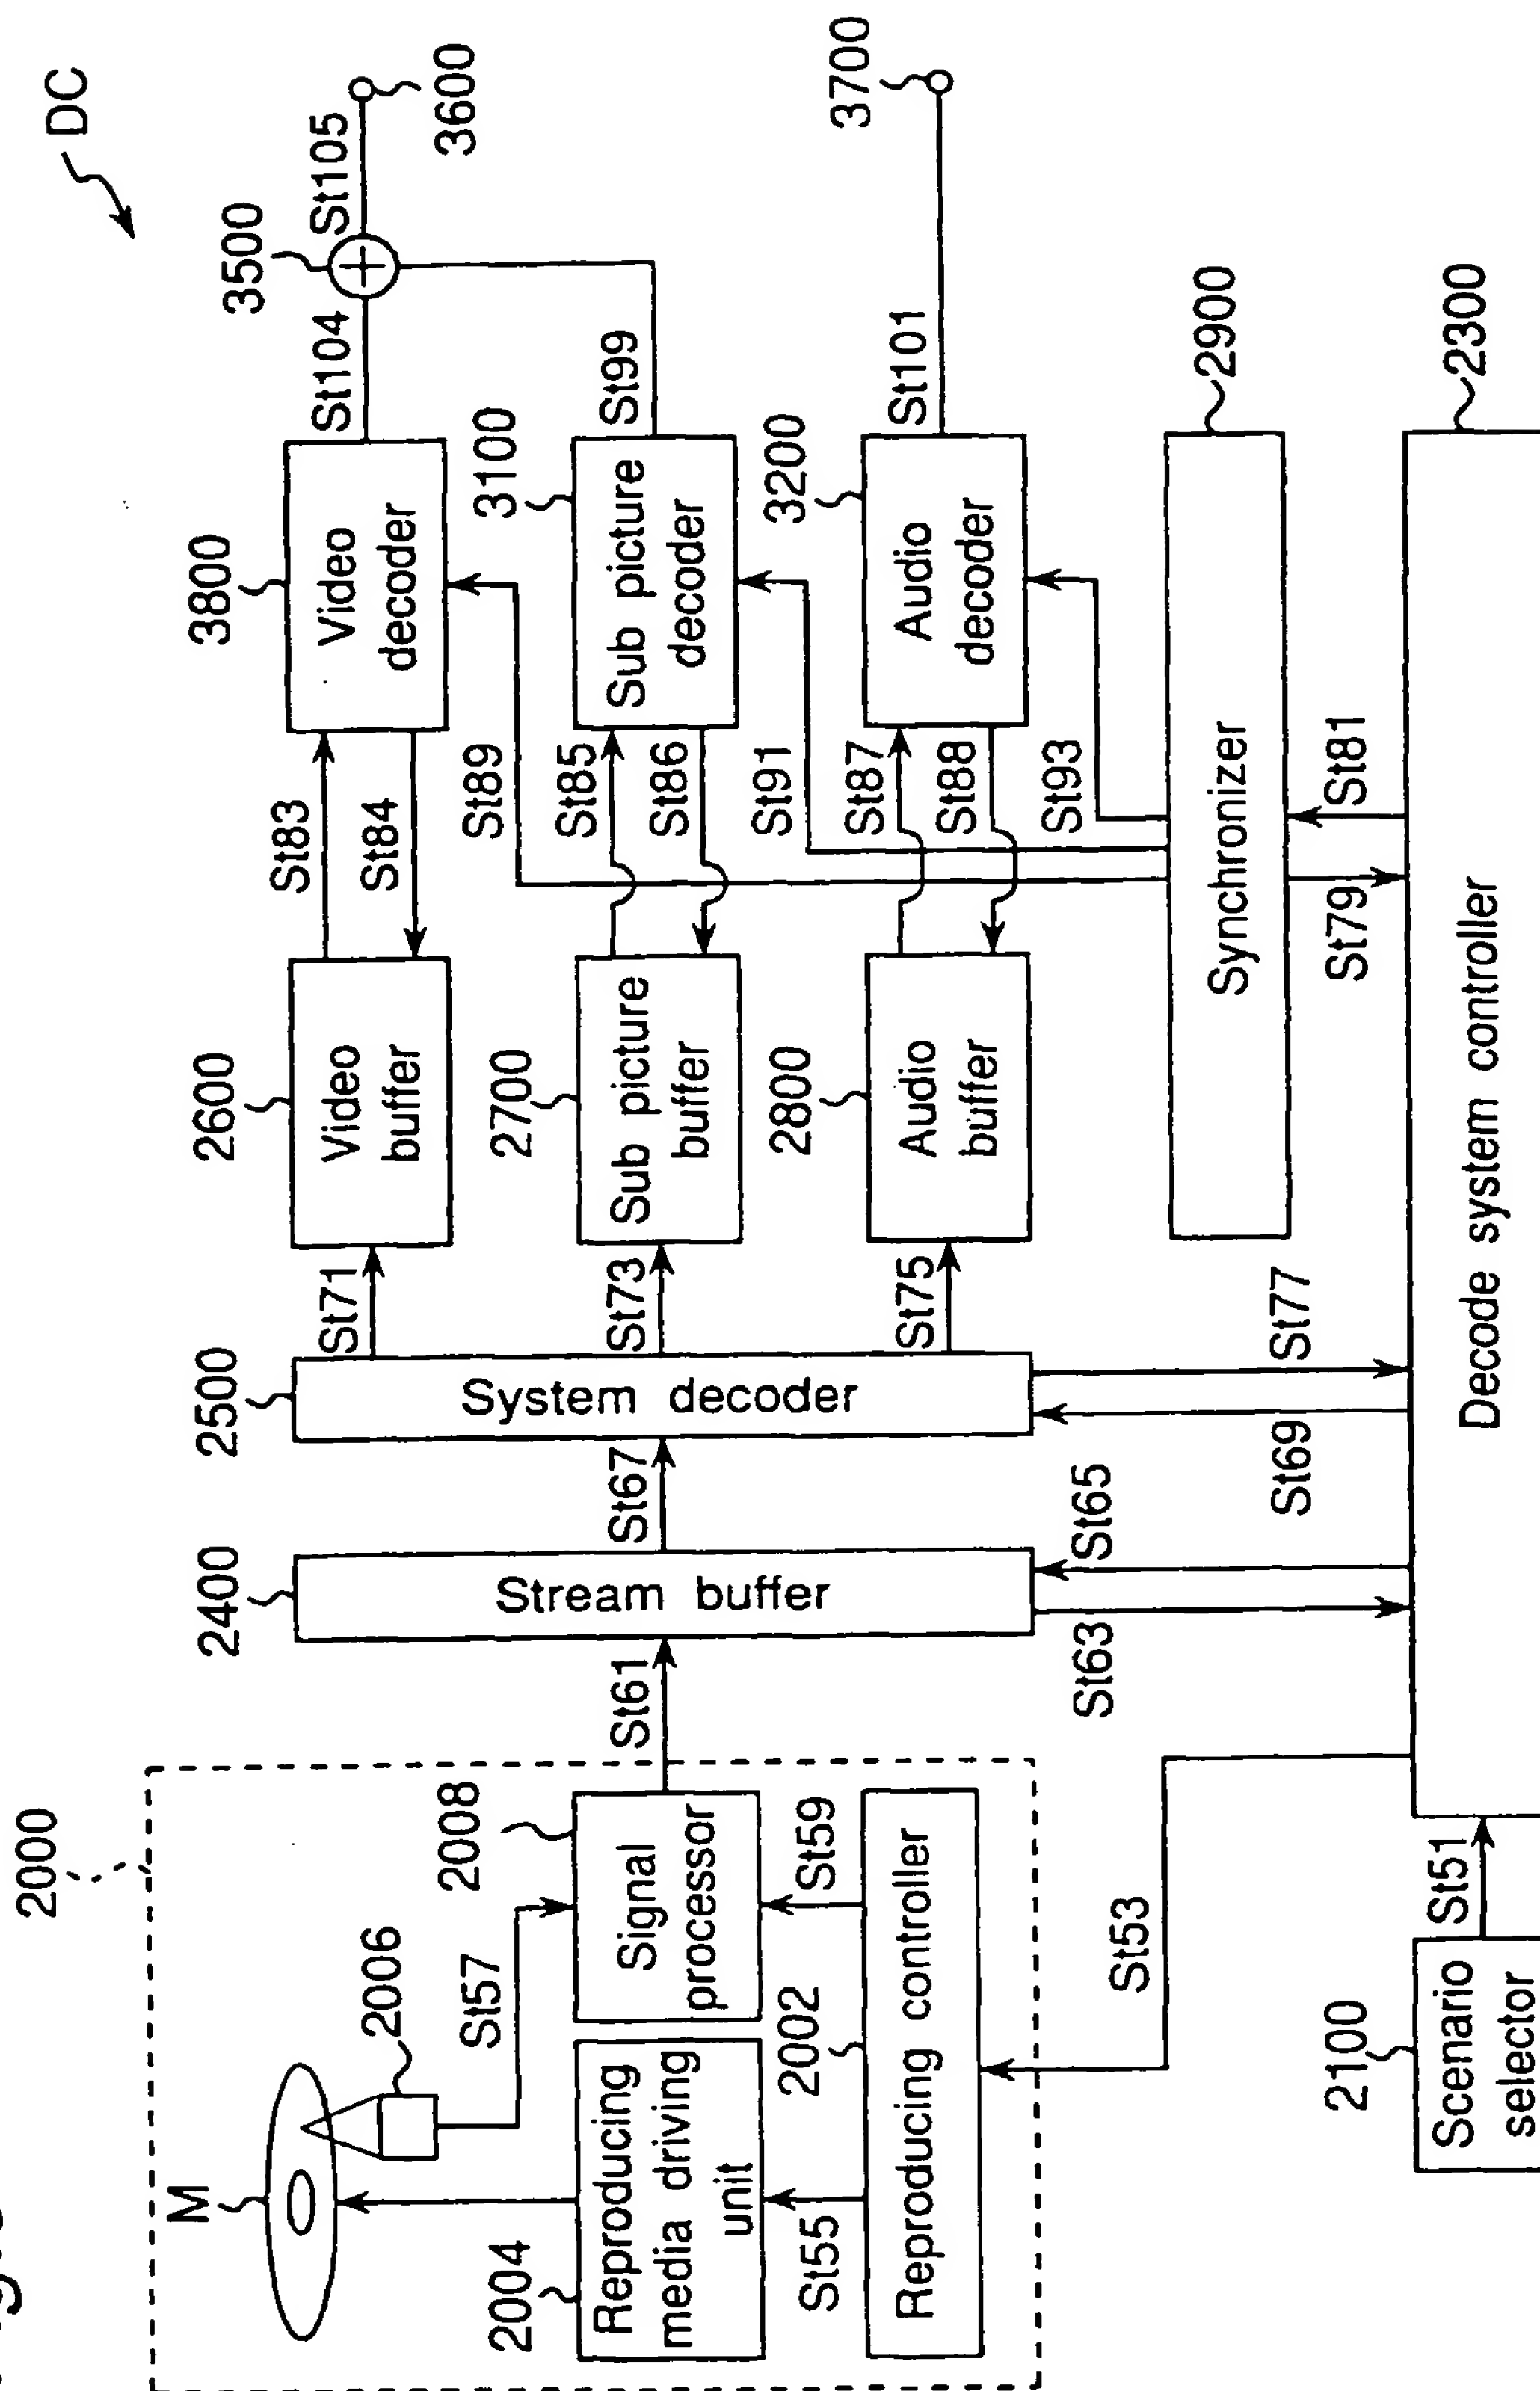 DC
2000
M
2006
St57
2004
Reproducing
media driving
unit
2008
Signal
processor
St55
St59
2002
Reproducing controller
St53
2100
Scenario
selector
St51
St61
2400
Stream buffer
St63
St65
St67
2500
System decoder
St69
St77
St71
St73
St75
2600
Video
buffer
2700
Sub picture
buffer
2800
Audio
buffer
St83
St84
St89
St85
St86
St91
St87
St88
St93
3800
Video
decoder
3100
Sub picture
decoder
3200
Audio
decoder
St104
3500
St105
3600
St99
St101
3700
Synchronizer
2900
St79
St81
Decode system controller
2300